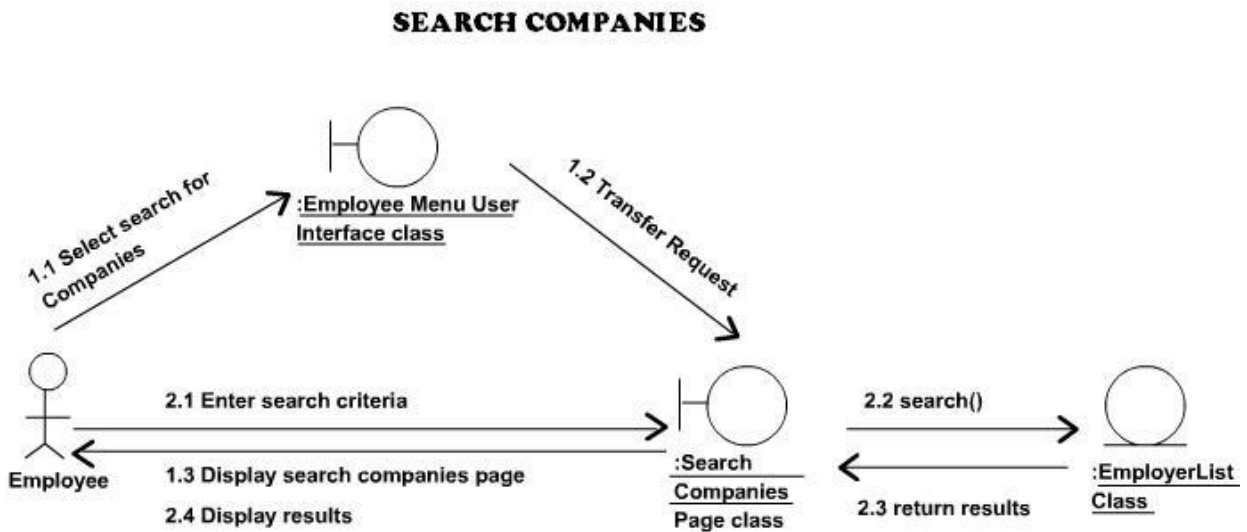 SEARCH COMPANIES
1.1 Select search for
Companies
:Employee Menu User
Interface class
1.2 Transfer Request
Employee
2.1 Enter search criteria
1.3 Display search companies page
2.4 Display results
:Search
Companies
Page class
2.2 search()
2.3 return results
:EmployerList
Class